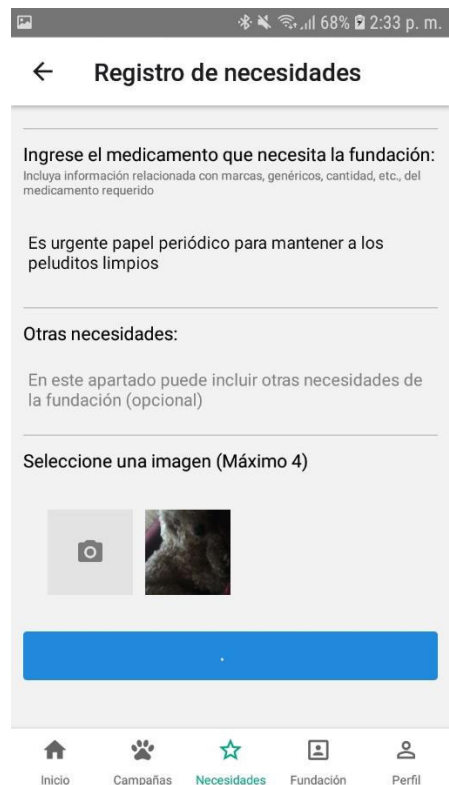 68% 2:33 p. m.
Registro de necesidades
Ingrese el medicamento que necesita la fundación:
Incluya información relacionada con marcas, genéricos, cantidad, etc., del
medicamento requerido
Es urgente papel periódico para mantener a los
peluditos limpios
Otras necesidades:
En este apartado puede incluir otras necesidades de
la fundación (opcional)
Seleccione una imagen (Máximo 4)
.
Inicio Campañas Necesidades Fundación Perfil